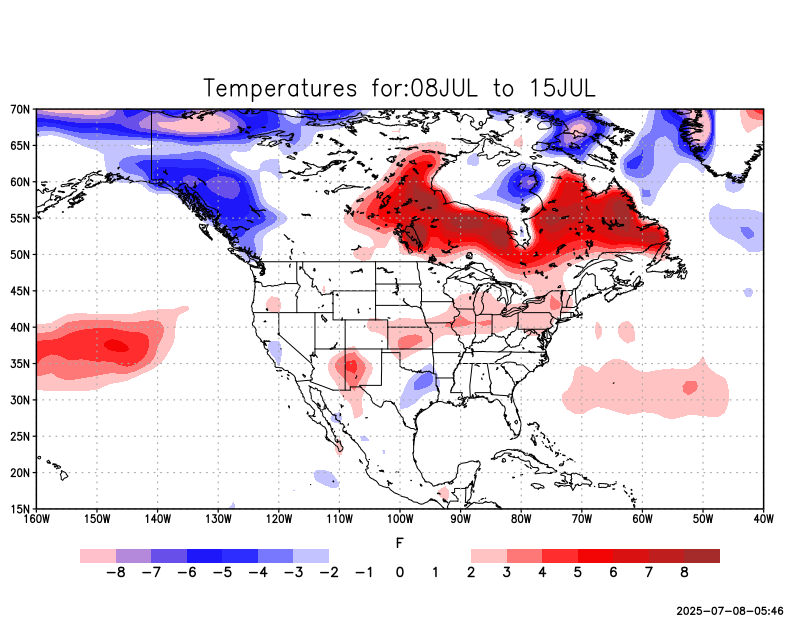 Temperatures for:08JUL to 15JUL
70N
65N
60N
55N
50N
45N
40N
35N
30N
25N
20N
15N
160W 150W 140W 130W 120W 110W 100W 90W 80W 70W 60W 50W 40W
F
−8 −7 −6 −5 −4 −3 −2 −1 0 1 2 3 4 5 6 7 8
2025-07-08-05:46